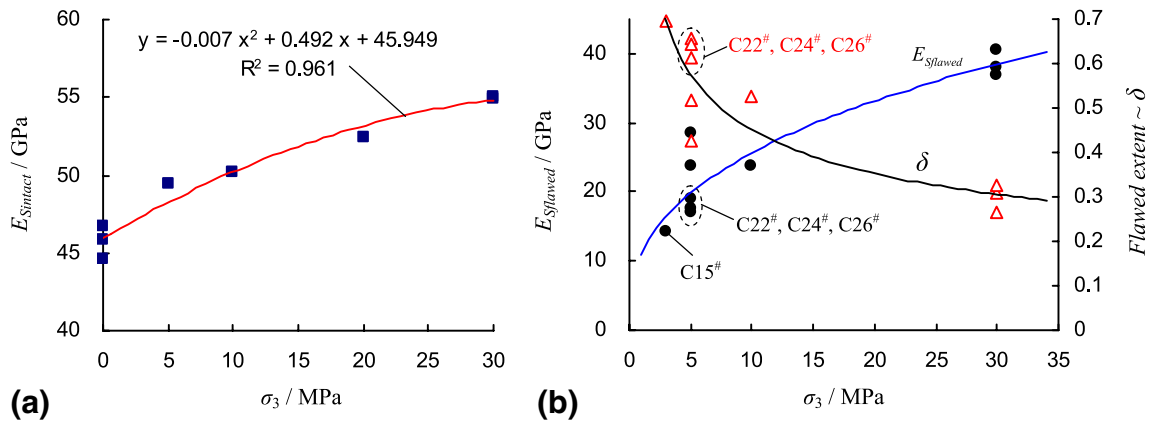 y = -0.007 x² + 0.492 x + 45.949
R² = 0.961
60
55
50
45
40
E_Sintact / GPa
0 5 10 15 20 25 30
σ₃ / MPa
(a)
C22#, C24#, C26#
E_Sflawed
δ
C22#, C24#, C26#
C15#
40
30
20
10
0
E_Sflawed / GPa
0.7
0.6
0.5
0.4
0.3
0.2
0.1
0
Flawed extent ~ δ
0 5 10 15 20 25 30 35
σ₃ / MPa
(b)